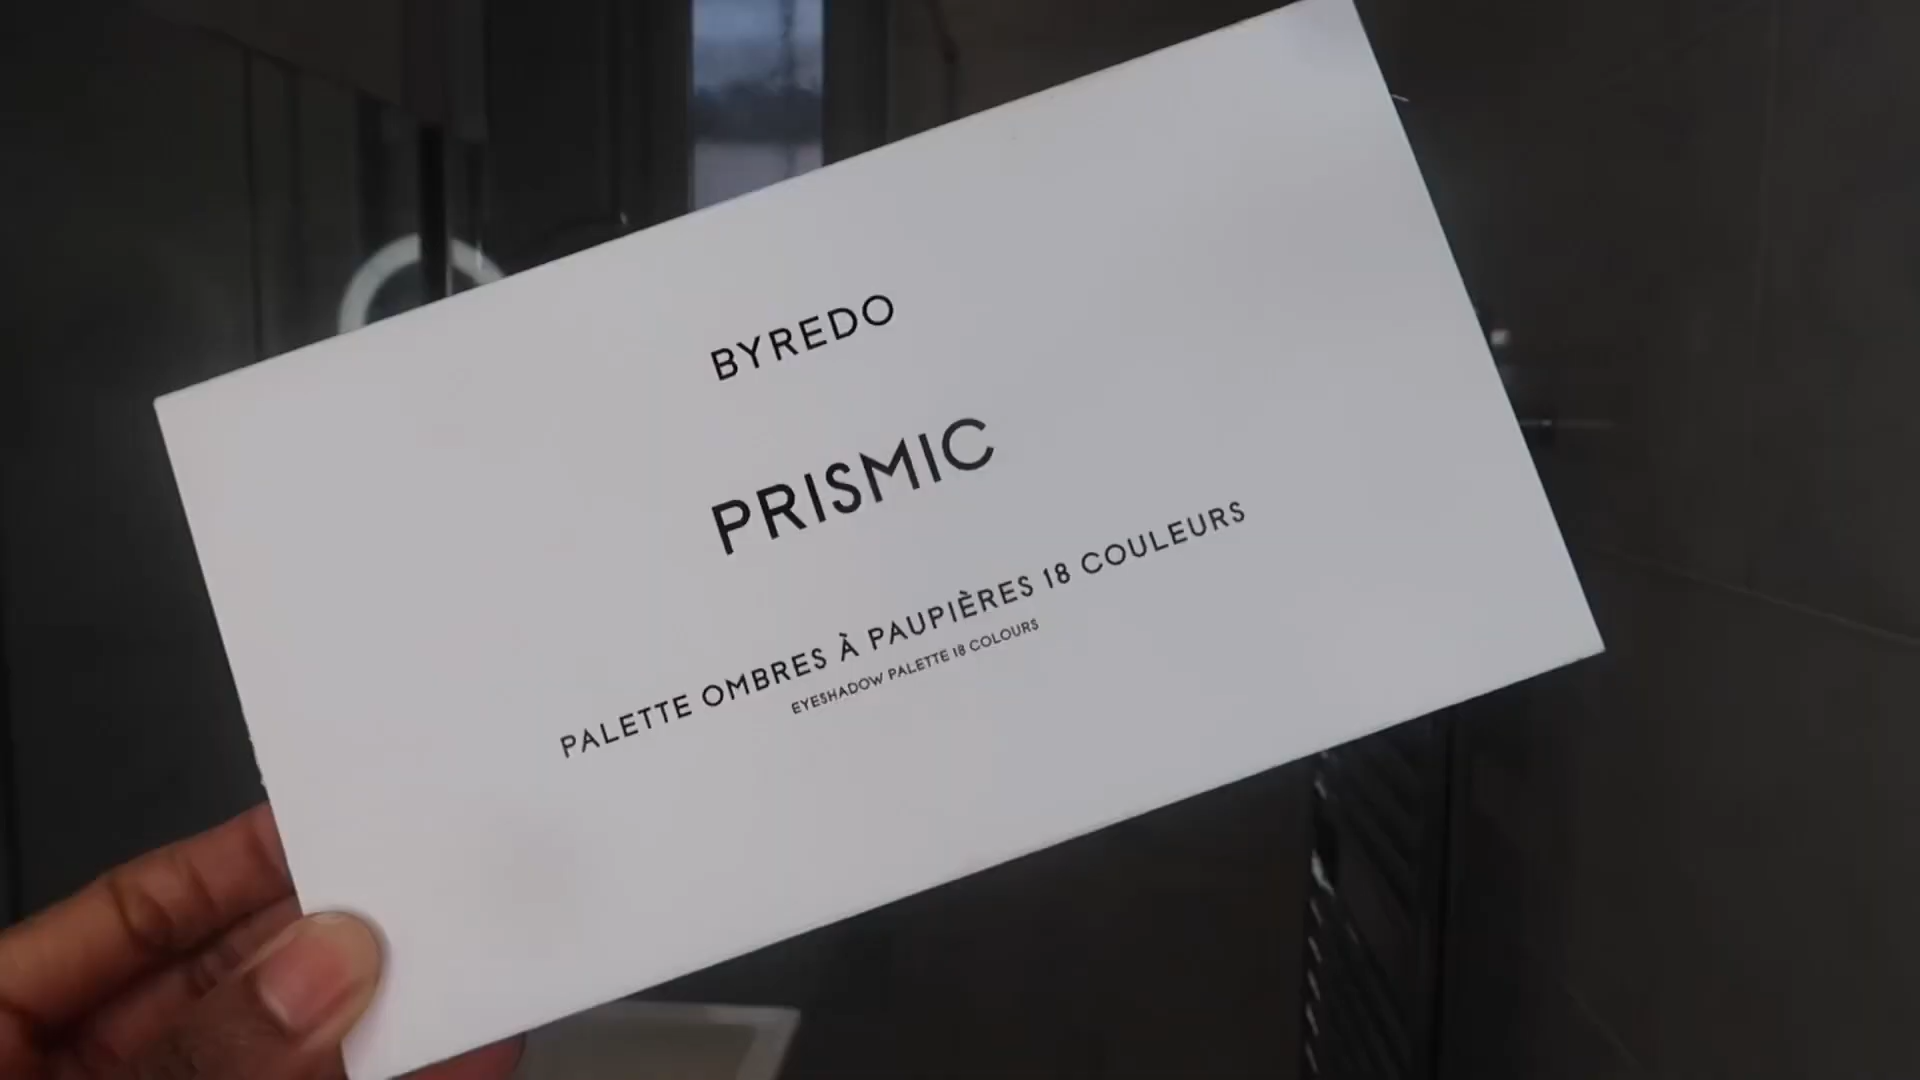 BYREDO
PRISMIC
PALETTE OMBRES À PAUPIÈRES 18 COULEURS
EYESHADOW PALETTE 18 COLOURS